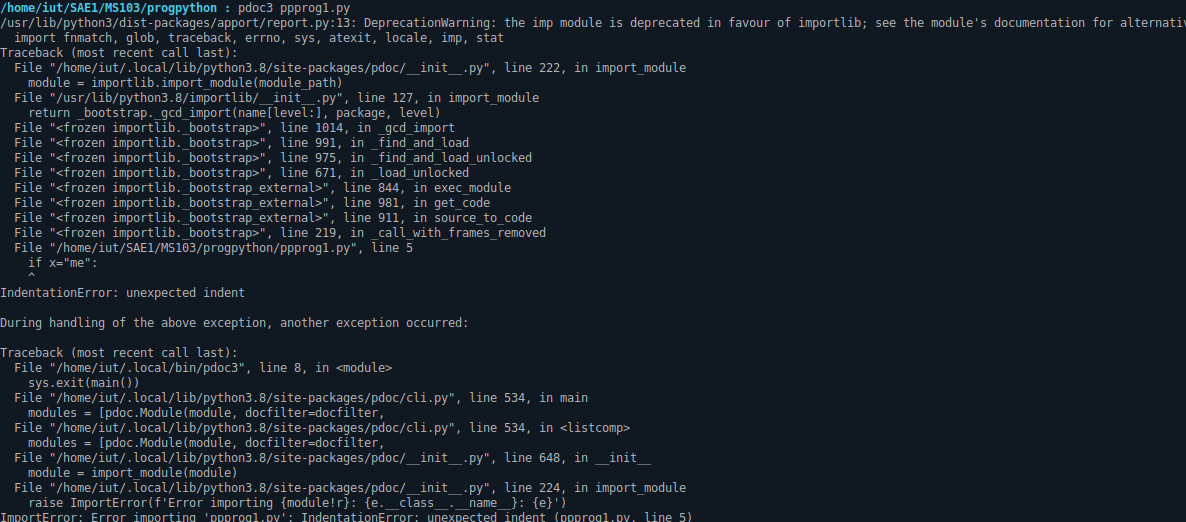 /home/iut/SAE1/MS103/progpython : pdoc3 ppprog1.py
/usr/lib/python3/dist-packages/apport/report.py:13: DeprecationWarning: the imp module is deprecated in favour of importlib; see the module's documentation for alternativ
  import fnmatch, glob, traceback, errno, sys, atexit, locale, imp, stat
Traceback (most recent call last):
  File "/home/iut/.local/lib/python3.8/site-packages/pdoc/__init__.py", line 222, in import_module
    module = importlib.import_module(module_path)
  File "/usr/lib/python3.8/importlib/__init__.py", line 127, in import_module
    return _bootstrap._gcd_import(name[level:], package, level)
  File "<frozen importlib._bootstrap>", line 1014, in _gcd_import
  File "<frozen importlib._bootstrap>", line 991, in _find_and_load
  File "<frozen importlib._bootstrap>", line 975, in _find_and_load_unlocked
  File "<frozen importlib._bootstrap>", line 671, in _load_unlocked
  File "<frozen importlib._bootstrap_external>", line 844, in exec_module
  File "<frozen importlib._bootstrap_external>", line 981, in get_code
  File "<frozen importlib._bootstrap_external>", line 911, in source_to_code
  File "<frozen importlib._bootstrap>", line 219, in _call_with_frames_removed
  File "/home/iut/SAE1/MS103/progpython/ppprog1.py", line 5
    if x="me":
    ^
IndentationError: unexpected indent

During handling of the above exception, another exception occurred:

Traceback (most recent call last):
  File "/home/iut/.local/bin/pdoc3", line 8, in <module>
    sys.exit(main())
  File "/home/iut/.local/lib/python3.8/site-packages/pdoc/cli.py", line 534, in main
    modules = [pdoc.Module(module, docfilter=docfilter,
  File "/home/iut/.local/lib/python3.8/site-packages/pdoc/cli.py", line 534, in <listcomp>
    modules = [pdoc.Module(module, docfilter=docfilter,
  File "/home/iut/.local/lib/python3.8/site-packages/pdoc/__init__.py", line 648, in __init__
    module = import_module(module)
  File "/home/iut/.local/lib/python3.8/site-packages/pdoc/__init__.py", line 224, in import_module
    raise ImportError(f'Error importing {module!r}: {e.__class__.__name__}: {e}')
ImportError: Error importing 'ppprog1.py': IndentationError: unexpected indent (ppprog1.py, line 5)